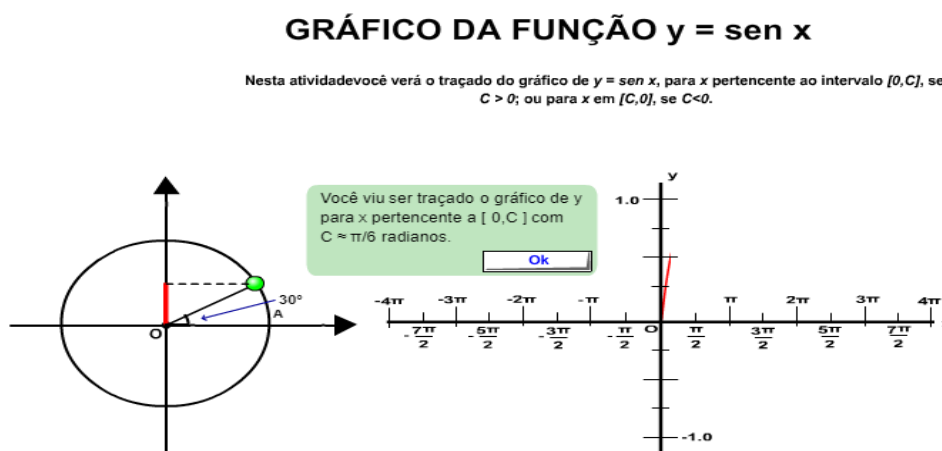 GRÁFICO DA FUNÇÃO y = sen x
Nesta atividadevocê verá o traçado do gráfico de y = sen x, para x pertencente ao intervalo [0,C], se
C > 0; ou para x em [C,0], se C<0.
Você viu ser traçado o gráfico de y
para x pertencente a [ 0,C ] com
C ≈ π/6 radianos.
Ok
30º
A
O
y
1.0
-4π -3π -2π -π π 2π 3π 4π
O
-7π/2 -5π/2 -3π/2 -π/2 π/2 3π/2 5π/2 7π/2
-1.0